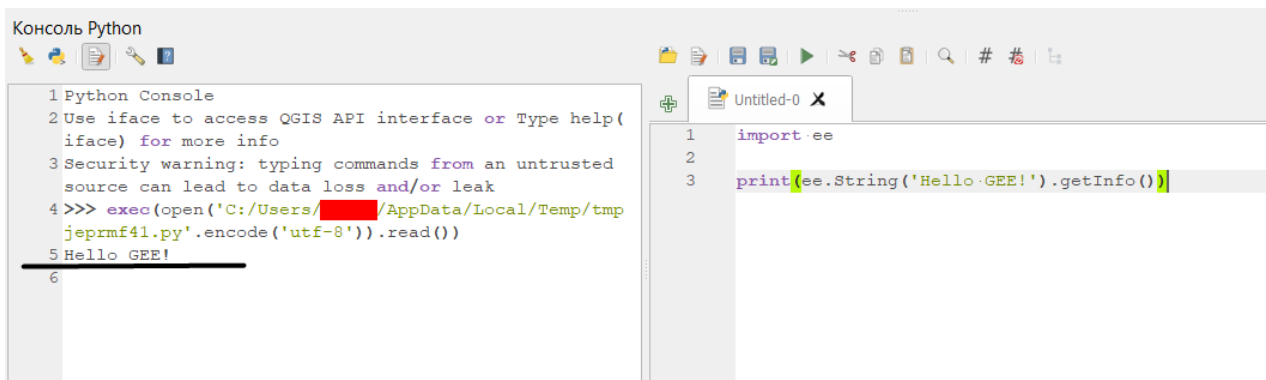 Консоль Python
1 Python Console
2 Use iface to access QGIS API interface or Type help(
iface) for more info
3 Security warning: typing commands from an untrusted
source can lead to data loss and/or leak
4 >>> exec(open('C:/Users/ /AppData/Local/Temp/tmp
jeprmf41.py'.encode('utf-8')).read())
5 Hello GEE!
6
Untitled-0
1 import ee
2
3 print(ee.String('Hello·GEE!').getInfo())